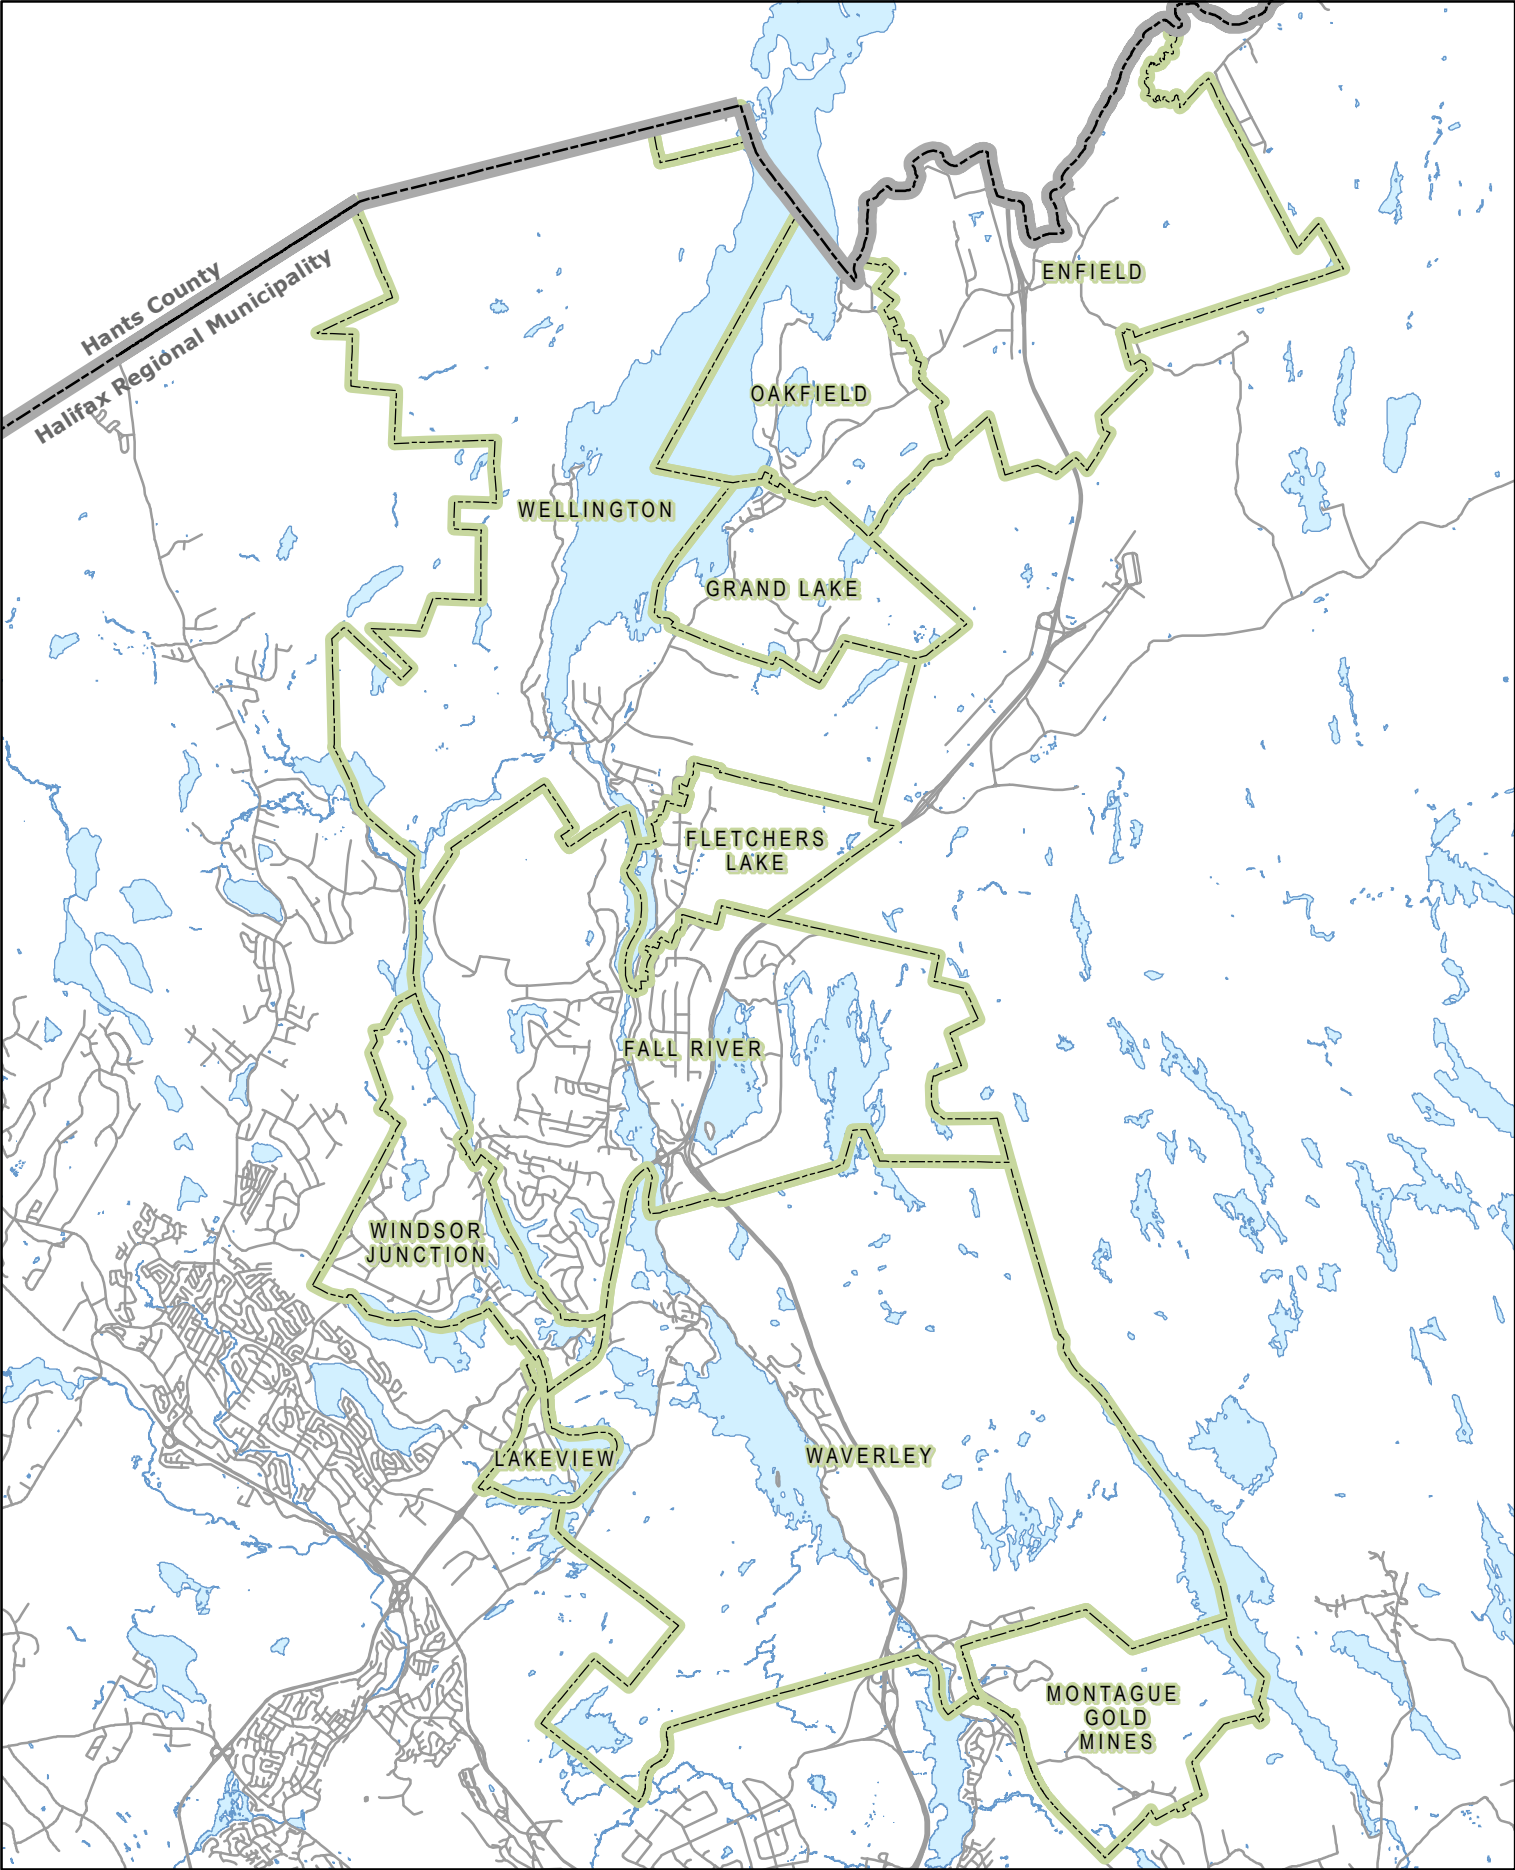 Hants County
Halifax Regional Municipality
ENFIELD
OAKFIELD
WELLINGTON
GRAND LAKE
FLETCHERS
LAKE
FALL RIVER
WINDSOR
JUNCTION
LAKEVIEW
WAVERLEY
MONTAGUE
GOLD
MINES